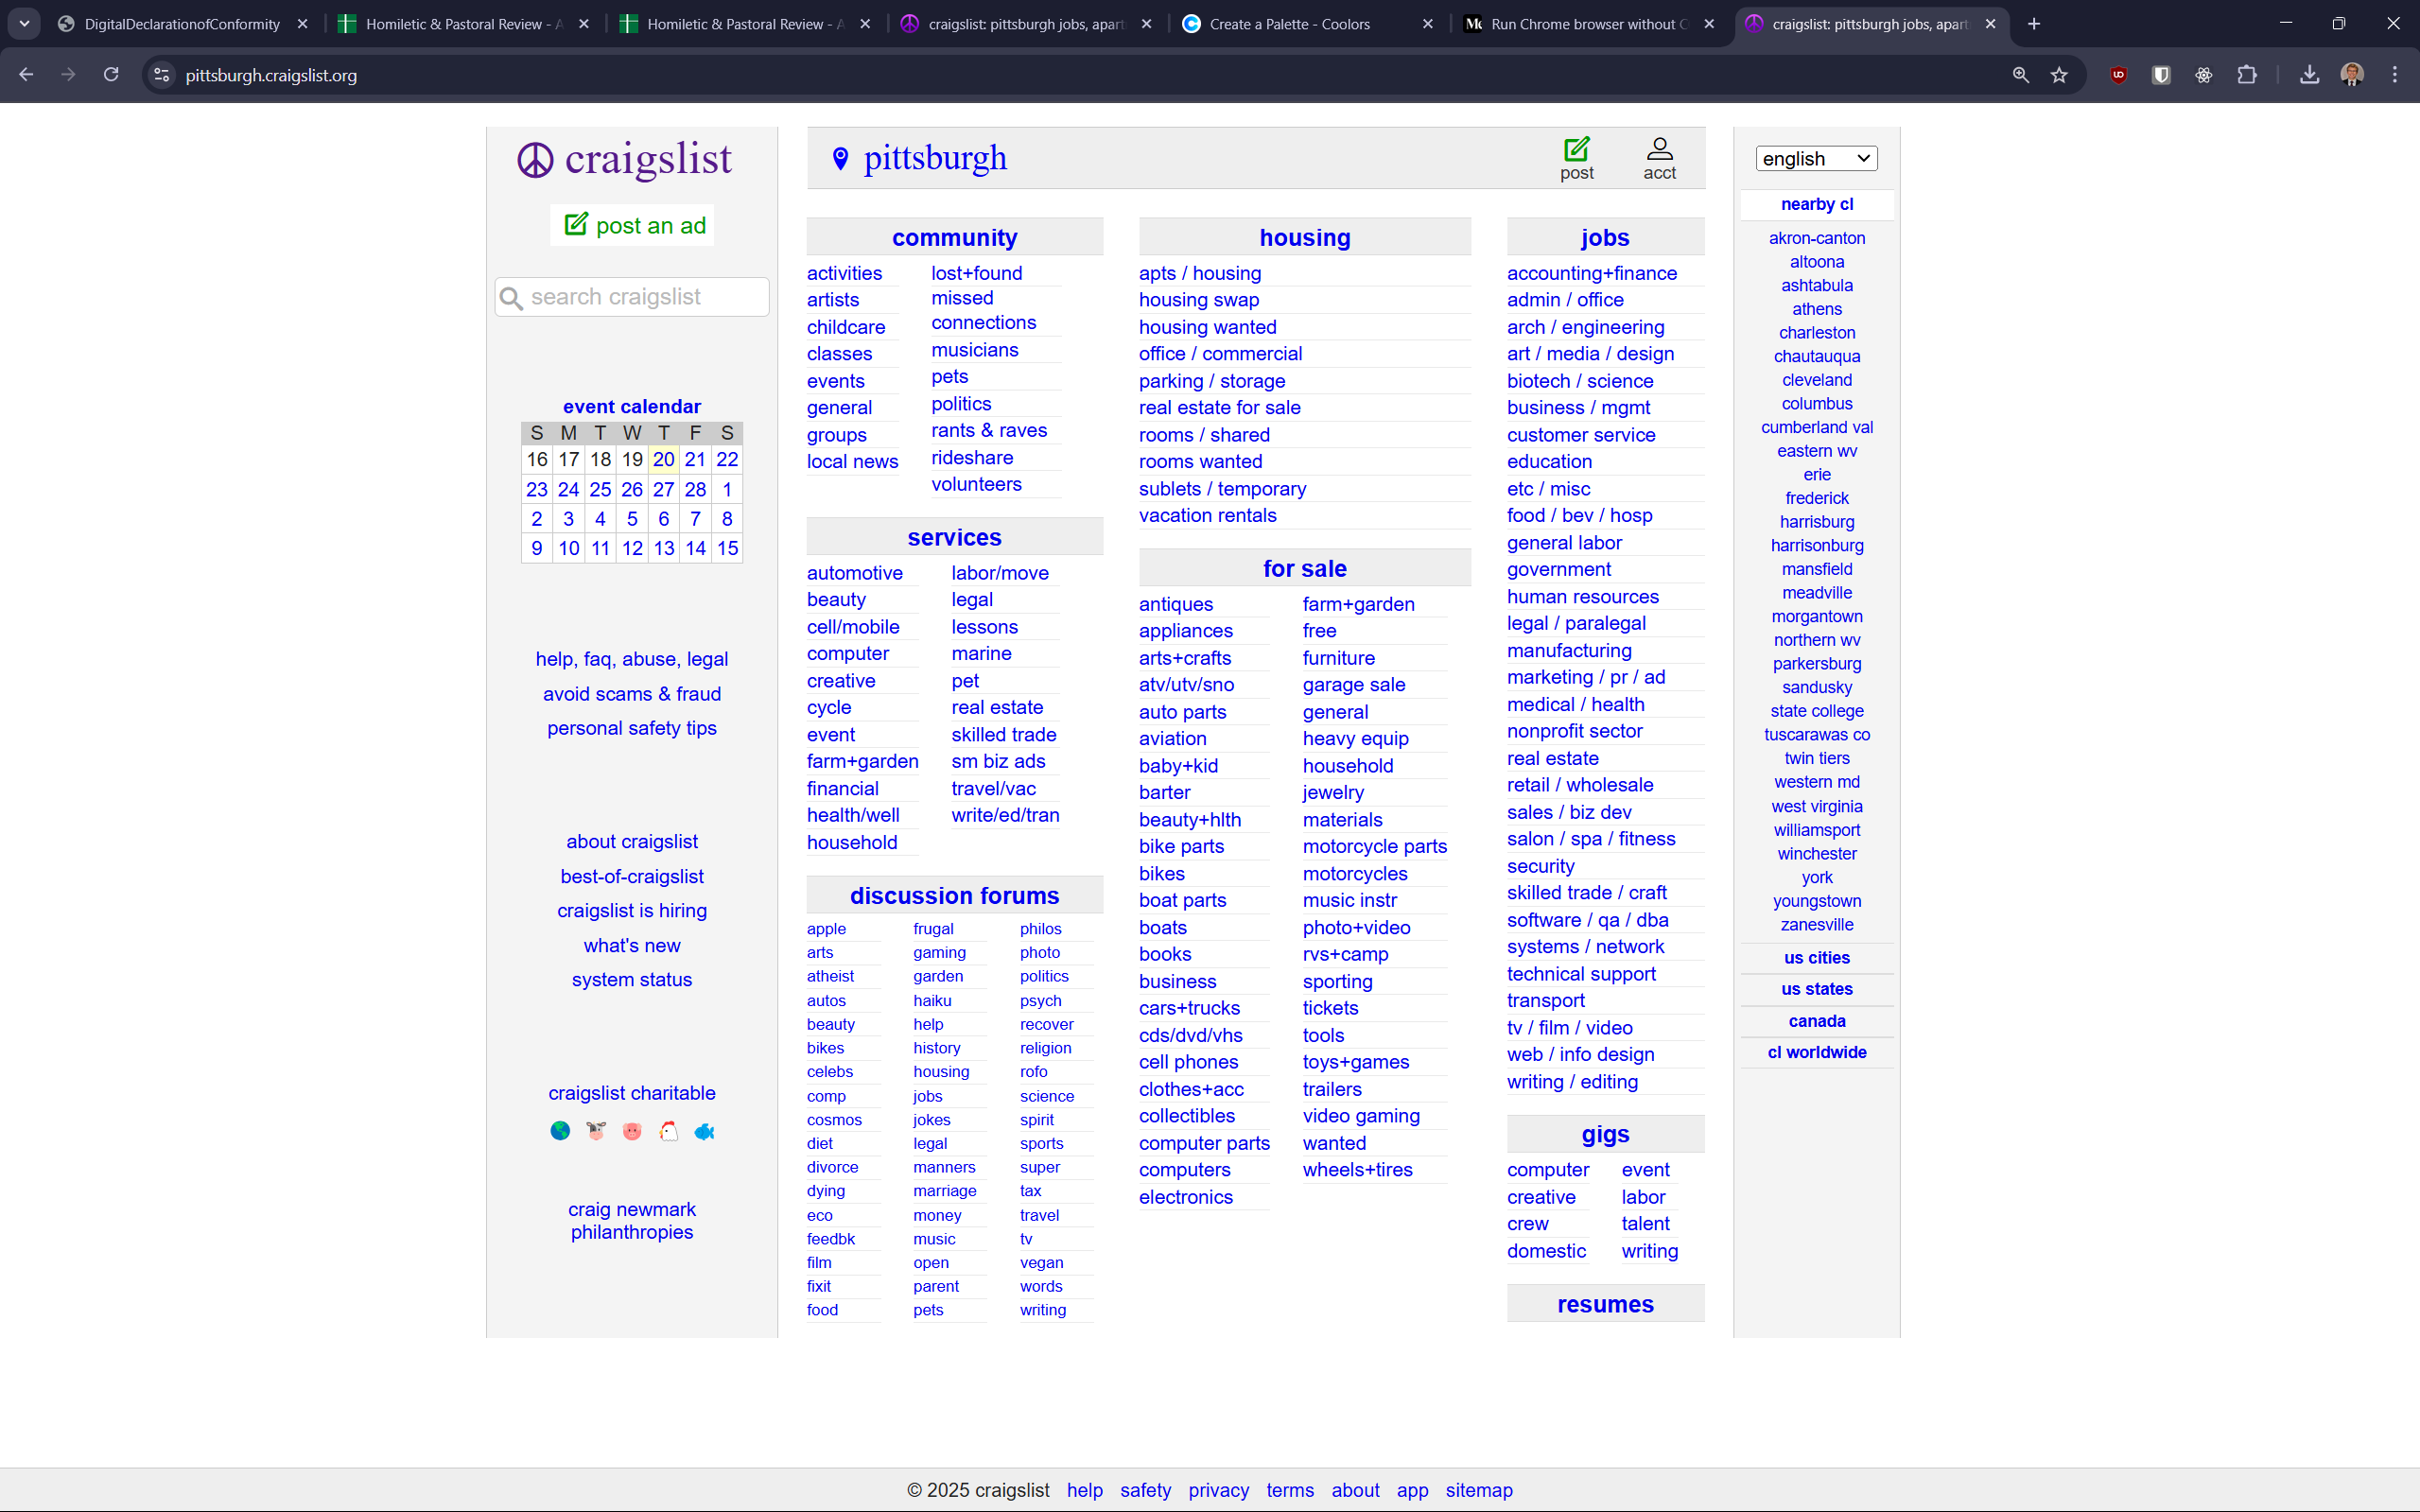 DigitalDeclarationofConformity
Homiletic & Pastoral Review - A
Homiletic & Pastoral Review - A
craigslist: pittsburgh jobs, apart
Create a Palette - Coolors
Run Chrome browser without C
craigslist: pittsburgh jobs, apart
pittsburgh.craigslist.org
craigslist
post an ad
search craigslist
event calendar
S M T W T F S
16 17 18 19 20 21 22
23 24 25 26 27 28 1
2 3 4 5 6 7 8
9 10 11 12 13 14 15
help, faq, abuse, legal
avoid scams & fraud
personal safety tips
about craigslist
best-of-craigslist
craigslist is hiring
what's new
system status
craigslist charitable
craig newmark
philanthropies
pittsburgh
post
acct
community
activities
artists
childcare
classes
events
general
groups
local news
lost+found
missed
connections
musicians
pets
politics
rants & raves
rideshare
volunteers
services
automotive
beauty
cell/mobile
computer
creative
cycle
event
farm+garden
financial
health/well
household
labor/move
legal
lessons
marine
pet
real estate
skilled trade
sm biz ads
travel/vac
write/ed/tran
discussion forums
apple
arts
atheist
autos
beauty
bikes
celebs
comp
cosmos
diet
divorce
dying
eco
feedbk
film
fixit
food
frugal
gaming
garden
haiku
help
history
housing
jobs
jokes
legal
manners
marriage
money
music
open
parent
pets
philos
photo
politics
psych
recover
religion
rofo
science
spirit
sports
super
tax
travel
tv
vegan
words
writing
housing
apts / housing
housing swap
housing wanted
office / commercial
parking / storage
real estate for sale
rooms / shared
rooms wanted
sublets / temporary
vacation rentals
for sale
antiques
appliances
arts+crafts
atv/utv/sno
auto parts
aviation
baby+kid
barter
beauty+hlth
bike parts
bikes
boat parts
boats
books
business
cars+trucks
cds/dvd/vhs
cell phones
clothes+acc
collectibles
computer parts
computers
electronics
farm+garden
free
furniture
garage sale
general
heavy equip
household
jewelry
materials
motorcycle parts
motorcycles
music instr
photo+video
rvs+camp
sporting
tickets
tools
toys+games
trailers
video gaming
wanted
wheels+tires
jobs
accounting+finance
admin / office
arch / engineering
art / media / design
biotech / science
business / mgmt
customer service
education
etc / misc
food / bev / hosp
general labor
government
human resources
legal / paralegal
manufacturing
marketing / pr / ad
medical / health
nonprofit sector
real estate
retail / wholesale
sales / biz dev
salon / spa / fitness
security
skilled trade / craft
software / qa / dba
systems / network
technical support
transport
tv / film / video
web / info design
writing / editing
gigs
computer
creative
crew
domestic
event
labor
talent
writing
resumes
english
nearby cl
akron-canton
altoona
ashtabula
athens
charleston
chautauqua
cleveland
columbus
cumberland val
eastern wv
erie
frederick
harrisburg
harrisonburg
mansfield
meadville
morgantown
northern wv
parkersburg
sandusky
state college
tuscarawas co
twin tiers
western md
west virginia
williamsport
winchester
york
youngstown
zanesville
us cities
us states
canada
cl worldwide
© 2025 craigslist help safety privacy terms about app sitemap